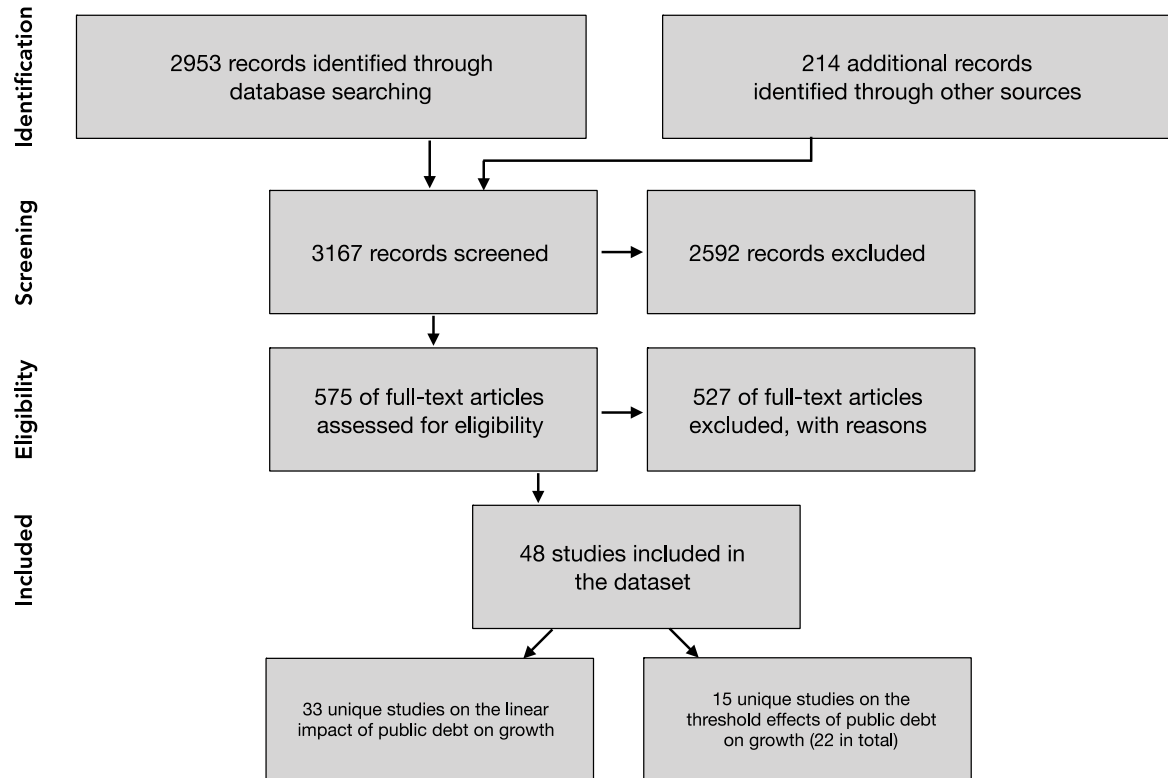 Identification
2953 records identified through
database searching
214 additional records
identified through other sources
Screening
3167 records screened
2592 records excluded
Eligibility
575 of full-text articles
assessed for eligibility
527 of full-text articles
excluded, with reasons
Included
48 studies included in
the dataset
33 unique studies on the linear
impact of public debt on growth
15 unique studies on the
threshold effects of public debt
on growth (22 in total)